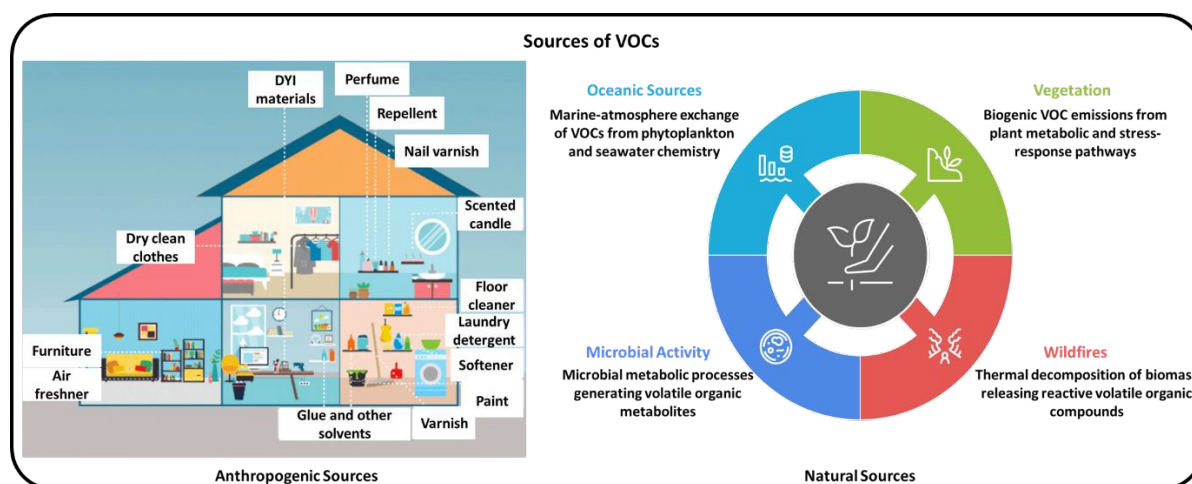 Sources of VOCs
DYI
materials
Perfume
Repellent
Nail varnish
Scented
candle
Dry clean
clothes
Floor
cleaner
Laundry
detergent
Furniture
Softener
Air
freshner
Paint
Glue and other
solvents
Varnish
Anthropogenic Sources
Oceanic Sources
Marine-atmosphere exchange
of VOCs from phytoplankton
and seawater chemistry
Vegetation
Biogenic VOC emissions from
plant metabolic and stress-
response pathways
Microbial Activity
Microbial metabolic processes
generating volatile organic
metabolites
Wildfires
Thermal decomposition of biomas
releasing reactive volatile organic
compounds
Natural Sources